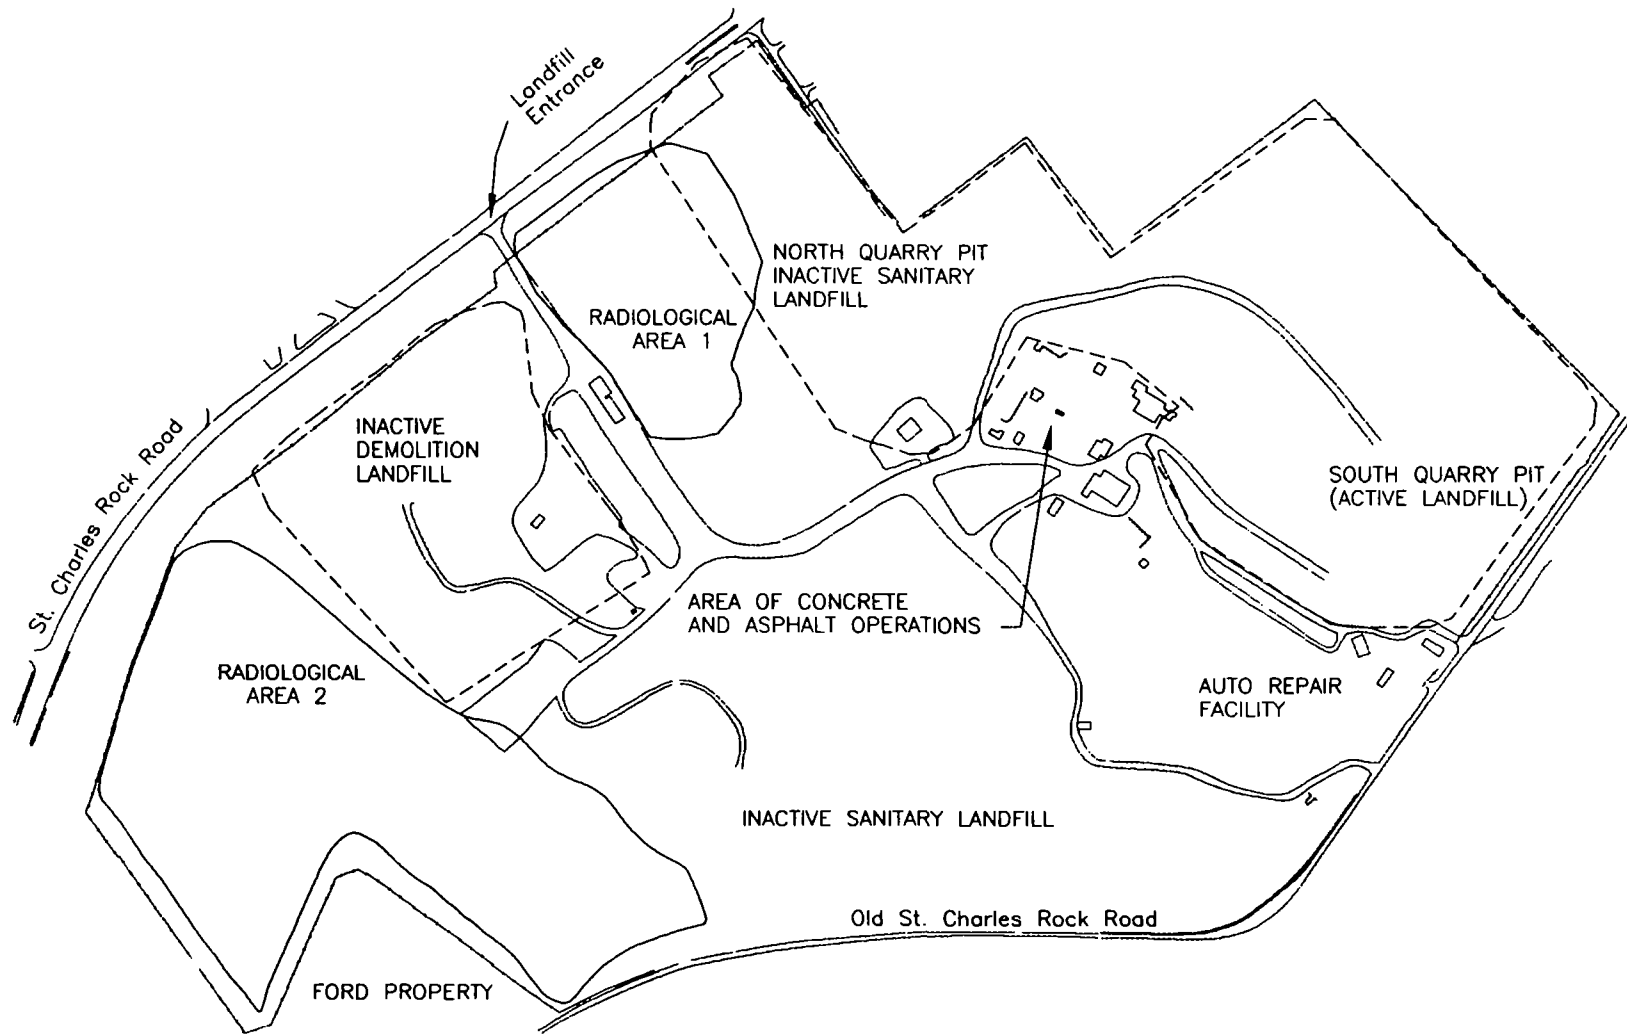 Landfill
Entrance
NORTH QUARRY PIT
INACTIVE SANITARY
LANDFILL
RADIOLOGICAL
AREA 1
INACTIVE
DEMOLITION
LANDFILL
St. Charles Rock Road
SOUTH QUARRY PIT
(ACTIVE LANDFILL)
AREA OF CONCRETE
AND ASPHALT OPERATIONS
RADIOLOGICAL
AREA 2
AUTO REPAIR
FACILITY
INACTIVE SANITARY LANDFILL
Old St. Charles Rock Road
FORD PROPERTY